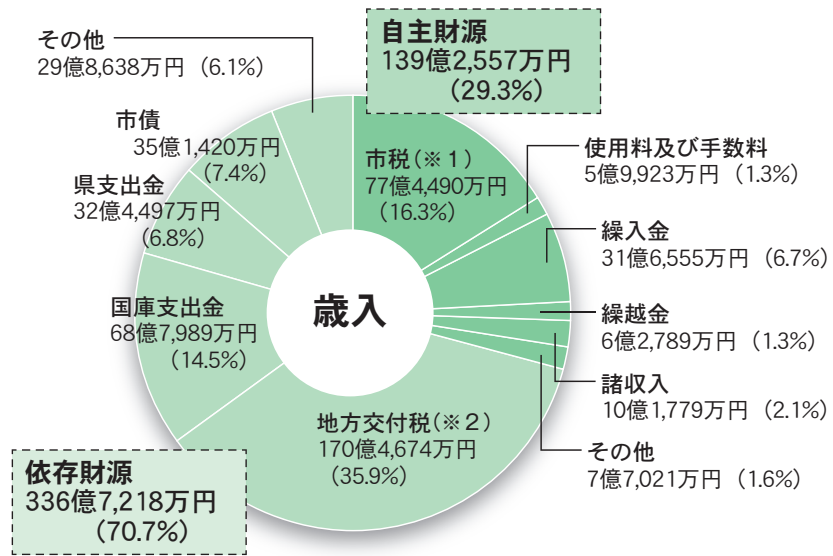 自主財源
139億2,557万円
(29.3%)
その他
29億8,638万円（6.1%）
市債
35億1,420万円
(7.4%)
県支出金
32億4,497万円
(6.8%)
国庫支出金
68億7,989万円
(14.5%)
市税(※1)
77億4,490万円
(16.3%)
使用料及び手数料
5億9,923万円（1.3%）
繰入金
31億6,555万円（6.7%）
繰越金
6億2,789万円（1.3%）
諸収入
10億1,779万円（2.1%）
その他
7億7,021万円（1.6%）
歳入
地方交付税(※2)
170億4,674万円
(35.9%)
依存財源
336億7,218万円
(70.7%)